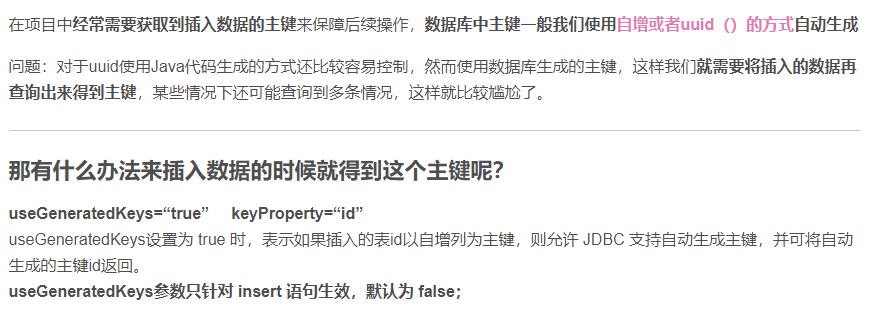 在项目中经常需要获取到插入数据的主键来保障后续操作，数据库中主键一般我们使用自增或者uuid（）的方式自动生成
问题：对于uuid使用Java代码生成的方式还比较容易控制，然而使用数据库生成的主键，这样我们就需要将插入的数据再
查询出来得到主键，某些情况下还可能查询到多条情况，这样就比较尴尬了。
那有什么办法来插入数据的时候就得到这个主键呢？
useGeneratedKeys=“true”    keyProperty=“id”
useGeneratedKeys设置为 true 时，表示如果插入的表id以自增列为主键，则允许 JDBC 支持自动生成主键，并可将自动
生成的主键id返回。
useGeneratedKeys参数只针对 insert 语句生效，默认为 false；